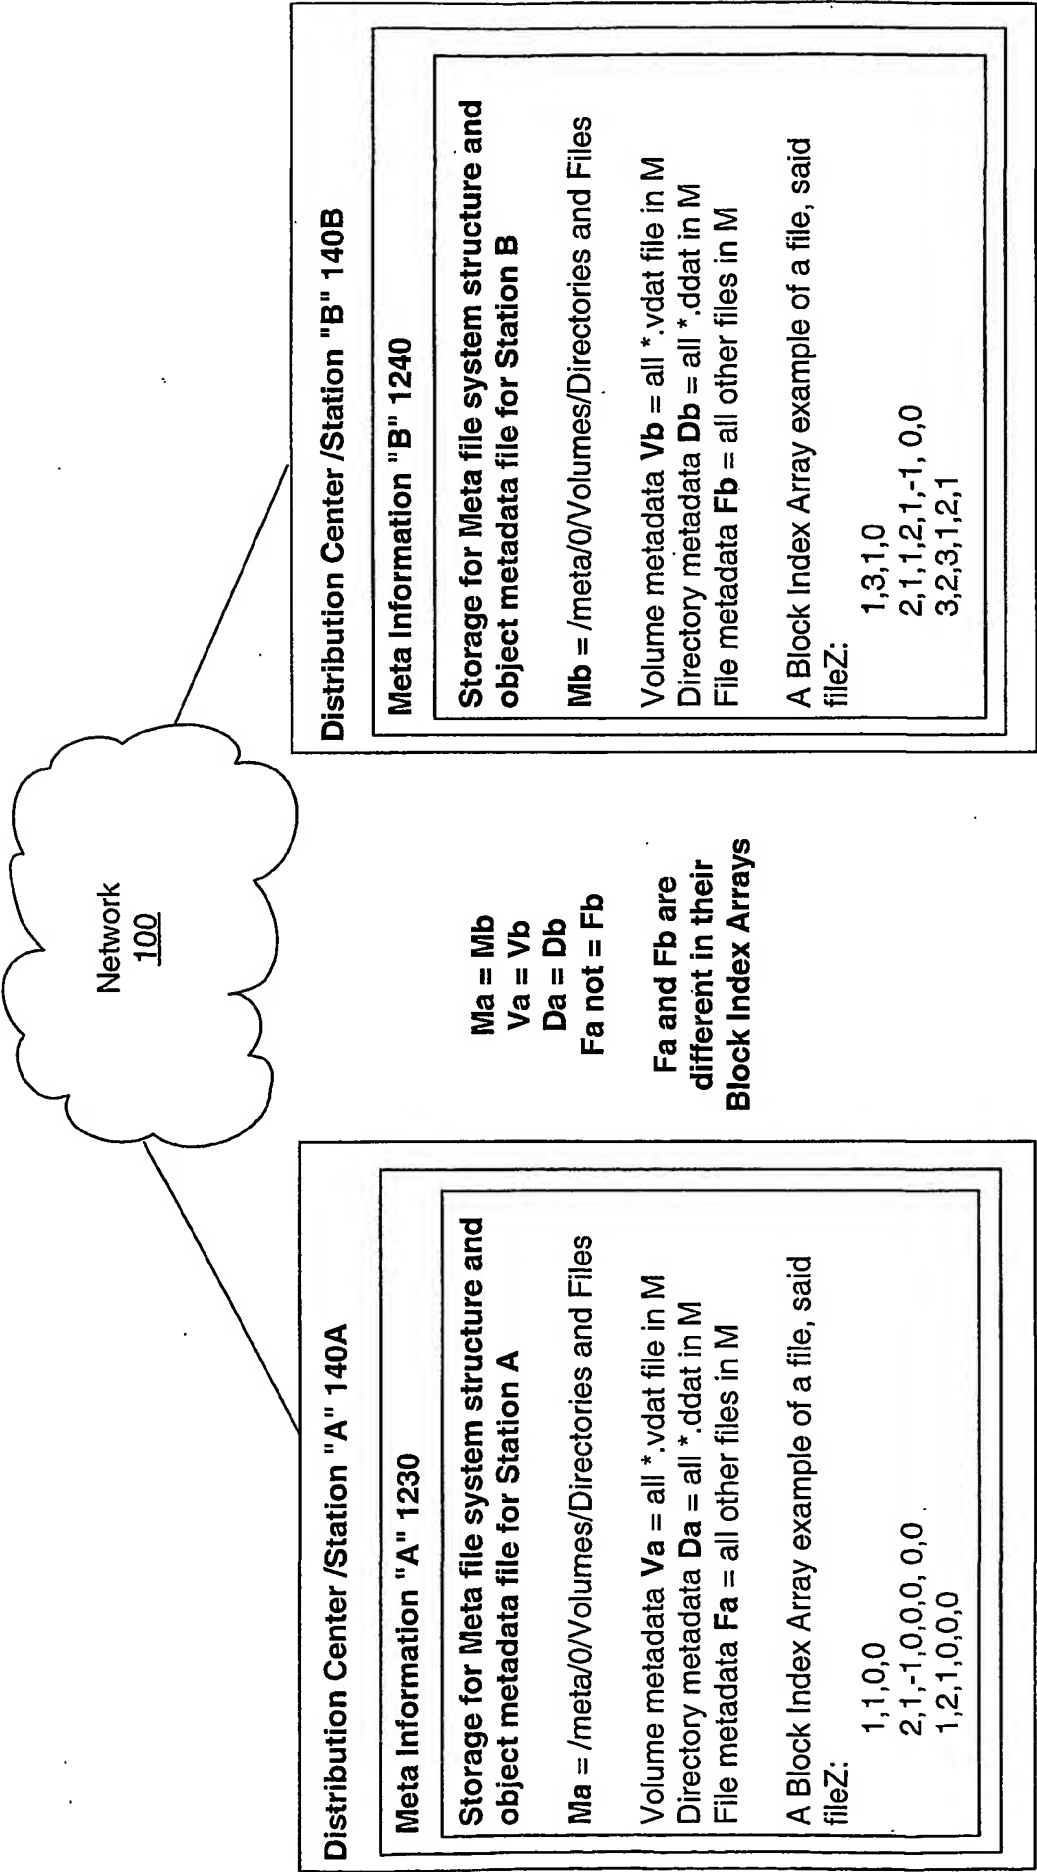 Network
100
Distribution Center /Station "A" 140A
Meta Information "A" 1230
Storage for Meta file system structure and
object metadata file for Station A
Ma = /meta/0/Volumes/Directories and Files
Volume metadata Va = all *.vdat file in M
Directory metadata Da = all *.ddat in M
File metadata Fa = all other files in M
A Block Index Array example of a file, said
fileZ:
1,1,0,0
2,1,-1,0,0,0, 0,0
1,2,1,0,0,0
Ma = Mb
Va = Vb
Da = Db
Fa not = Fb
Fa and Fb are
different in their
Block Index Arrays
Distribution Center /Station "B" 140B
Meta Information "B" 1240
Storage for Meta file system structure and
object metadata file for Station B
Mb = /meta/0/Volumes/Directories and Files
Volume metadata Vb = all *.vdat file in M
Directory metadata Db = all *.ddat in M
File metadata Fb = all other files in M
A Block Index Array example of a file, said
fileZ:
1,3,1,0
2,1,1,2,1,-1, 0,0
3,2,3,1,2,1